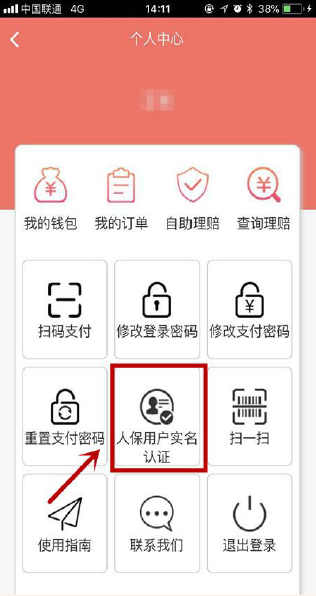 中国联通 4G 14:11 38%
个人中心
我的钱包 我的订单 自助理赔 查询理赔
扫码支付 修改登录密码 修改支付密码
重置支付密码 人保用户实名认证 扫一扫
使用指南 联系我们 退出登录